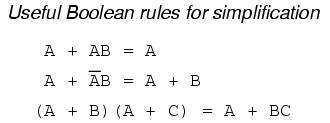 Useful Boolean rules for simplification
A + AB = A
A + A̅B = A + B
(A + B)(A + C) = A + BC